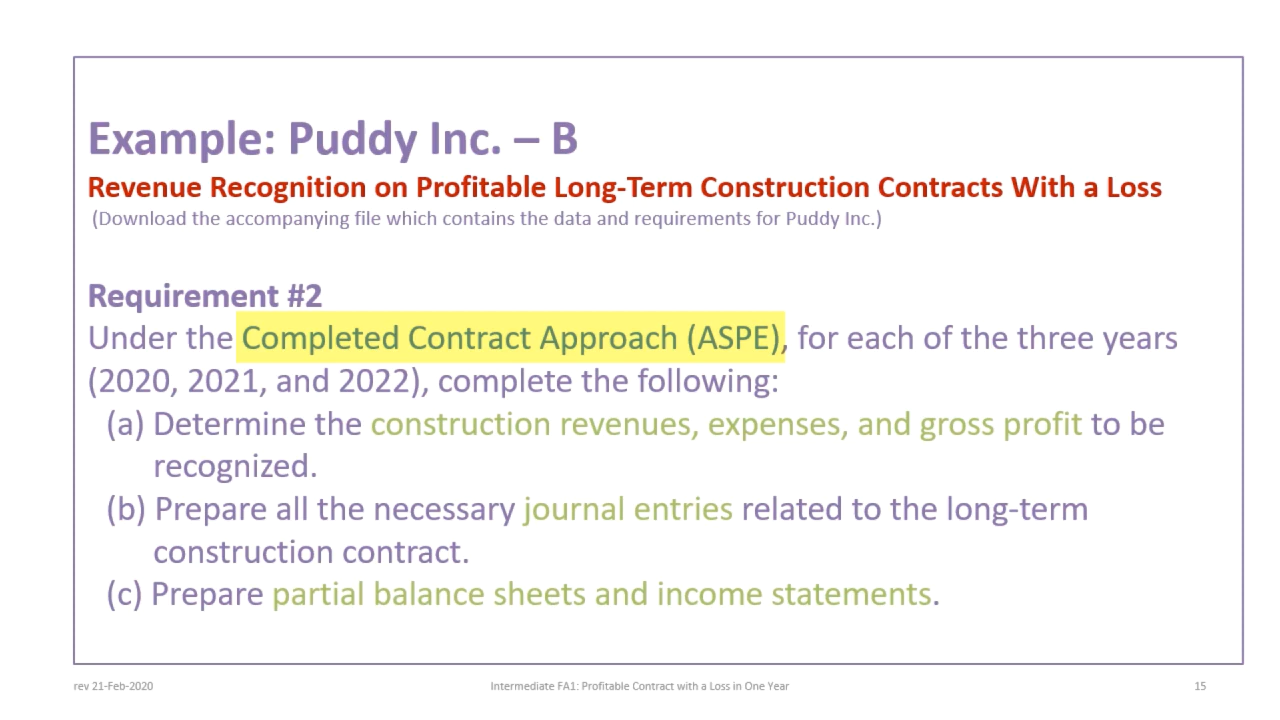 Example: Puddy Inc. – B
Revenue Recognition on Profitable Long-Term Construction Contracts With a Loss
(Download the accompanying file which contains the data and requirements for Puddy Inc.)
Requirement #2
Under the Completed Contract Approach (ASPE), for each of the three years
(2020, 2021, and 2022), complete the following:
(a) Determine the construction revenues, expenses, and gross profit to be
recognized.
(b) Prepare all the necessary journal entries related to the long-term
construction contract.
(c) Prepare partial balance sheets and income statements.
rev 21-Feb-2020
Intermediate FA1: Profitable Contract with a Loss in One Year
15